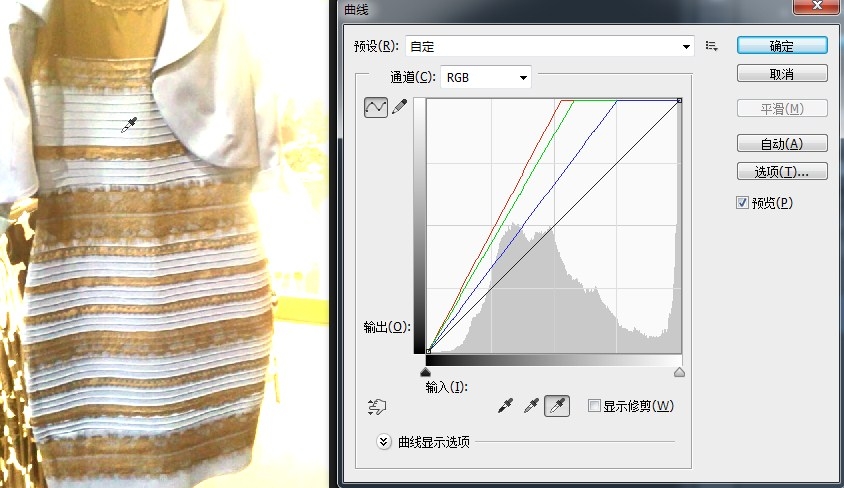 曲线
预设(R): 自定
确定
通道(C): RGB
取消
平滑(M)
自动(A)
选项(T)...
预览(P)
输出(O):
输入(I):
显示修剪(W)
曲线显示选项